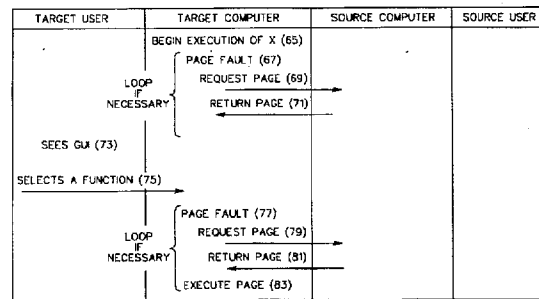 TARGET USER
TARGET COMPUTER
SOURCE COMPUTER
SOURCE USER
BEGIN EXECUTION OF X (65)
PAGE FAULT (67)
REQUEST PAGE (69)
LOOP
IF
NECESSARY
RETURN PAGE (71)
SEES GUI (73)
SELECTS A FUNCTION (75)
PAGE FAULT (77)
REQUEST PAGE (79)
LOOP
IF
NECESSARY
RETURN PAGE (81)
EXECUTE PAGE (83)